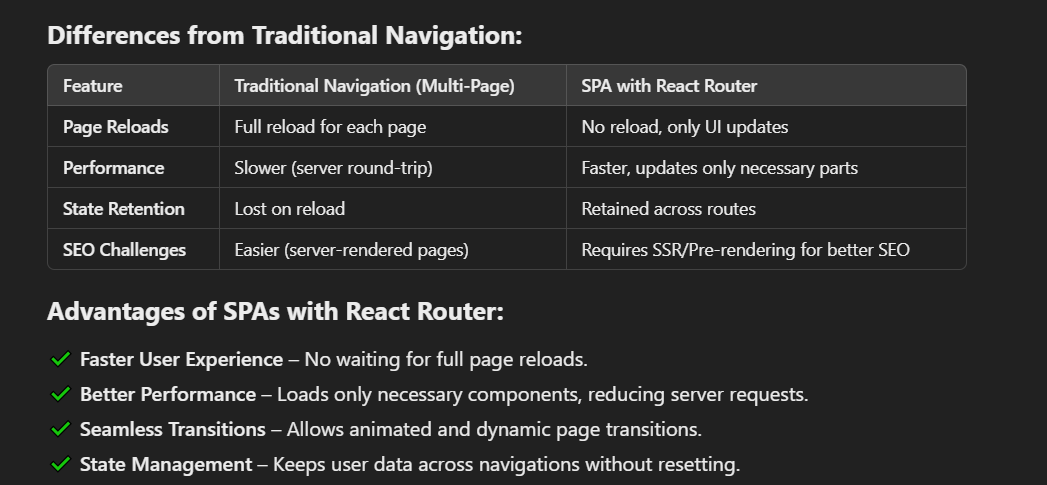 Differences from Traditional Navigation:
Feature Traditional Navigation (Multi-Page) SPA with React Router
Page Reloads Full reload for each page No reload, only UI updates
Performance Slower (server round-trip) Faster, updates only necessary parts
State Retention Lost on reload Retained across routes
SEO Challenges Easier (server-rendered pages) Requires SSR/Pre-rendering for better SEO
Advantages of SPAs with React Router:
✔ Faster User Experience – No waiting for full page reloads.
✔ Better Performance – Loads only necessary components, reducing server requests.
✔ Seamless Transitions – Allows animated and dynamic page transitions.
✔ State Management – Keeps user data across navigations without resetting.